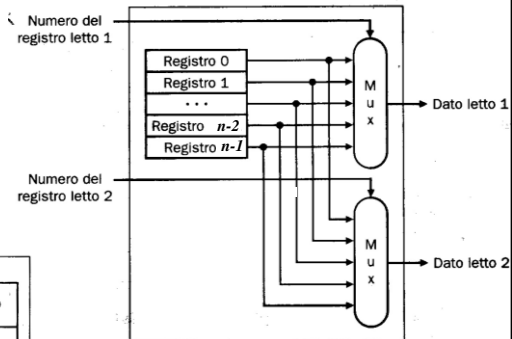 Numero del
registro letto 1
Registro 0
Registro 1
...
Registro n-2
Registro n-1
M
u
x
Dato letto 1
Numero del
registro letto 2
M
u
x
Dato letto 2